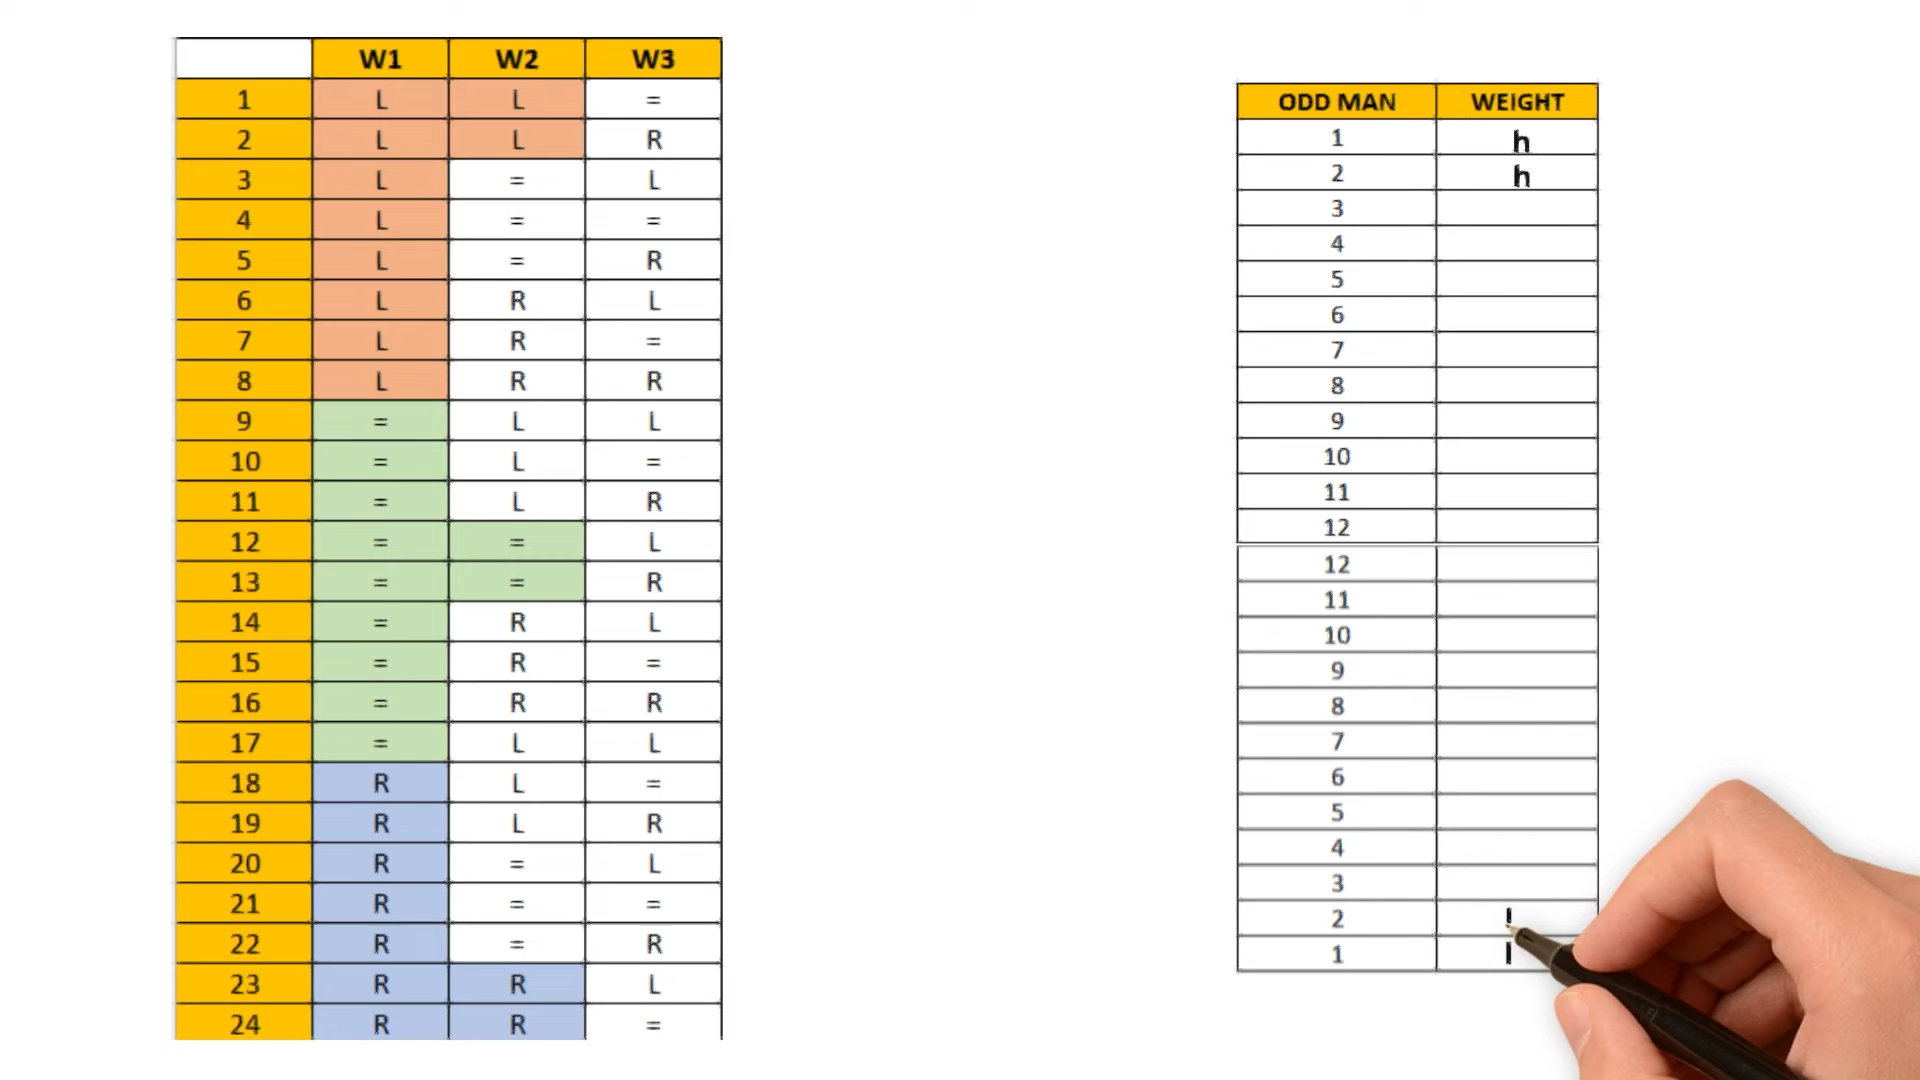 W1 W2 W3
1 L L =
2 L L R
3 L = L
4 L = =
5 L = R
6 L R L
7 L R =
8 L R R
9 = L L
10 = L =
11 = L R
12 = = L
13 = = R
14 = R L
15 = R =
16 = R R
17 = L L
18 R L =
19 R L R
20 R = L
21 R = =
22 R = R
23 R R L
24 R R =
ODD MAN WEIGHT
1 h
2 h
3
4
5
6
7
8
9
10
11
12
12
11
10
9
8
7
6
5
4
3
2 l
1 l